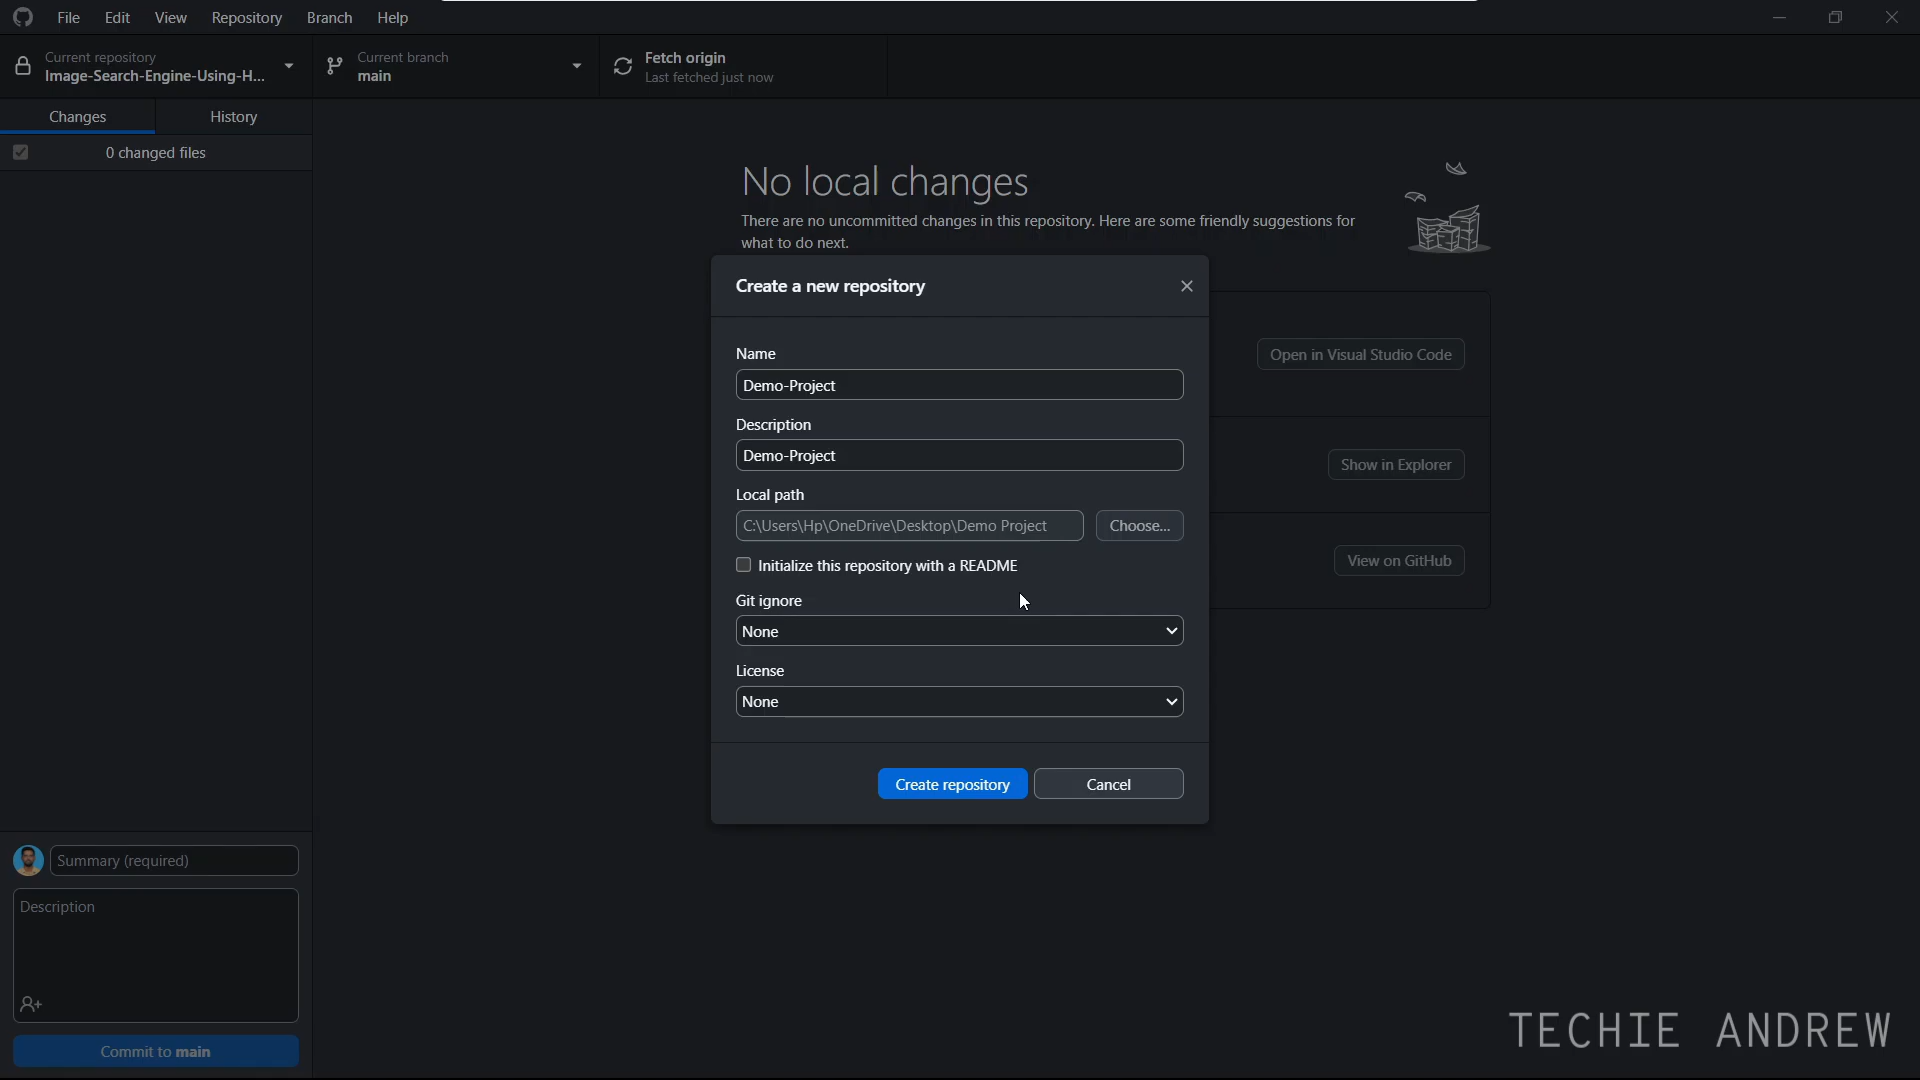 File Edit View Repository Branch Help
Current repository
Image-Search-Engine-Using-H...
Current branch
main
Fetch origin
Last fetched just now
Changes History
0 changed files
No local changes
There are no uncommitted changes in this repository. Here are some friendly suggestions for
what to do next.
Create a new repository
Name
Demo-Project
Description
Demo-Project
Local path
C:\Users\Hp\OneDrive\Desktop\Demo Project
Choose...
Initialize this repository with a README
Git ignore
None
License
None
Create repository
Cancel
Open in Visual Studio Code
Show in Explorer
View on GitHub
Summary (required)
Description
Commit to main
TECHIE ANDREW